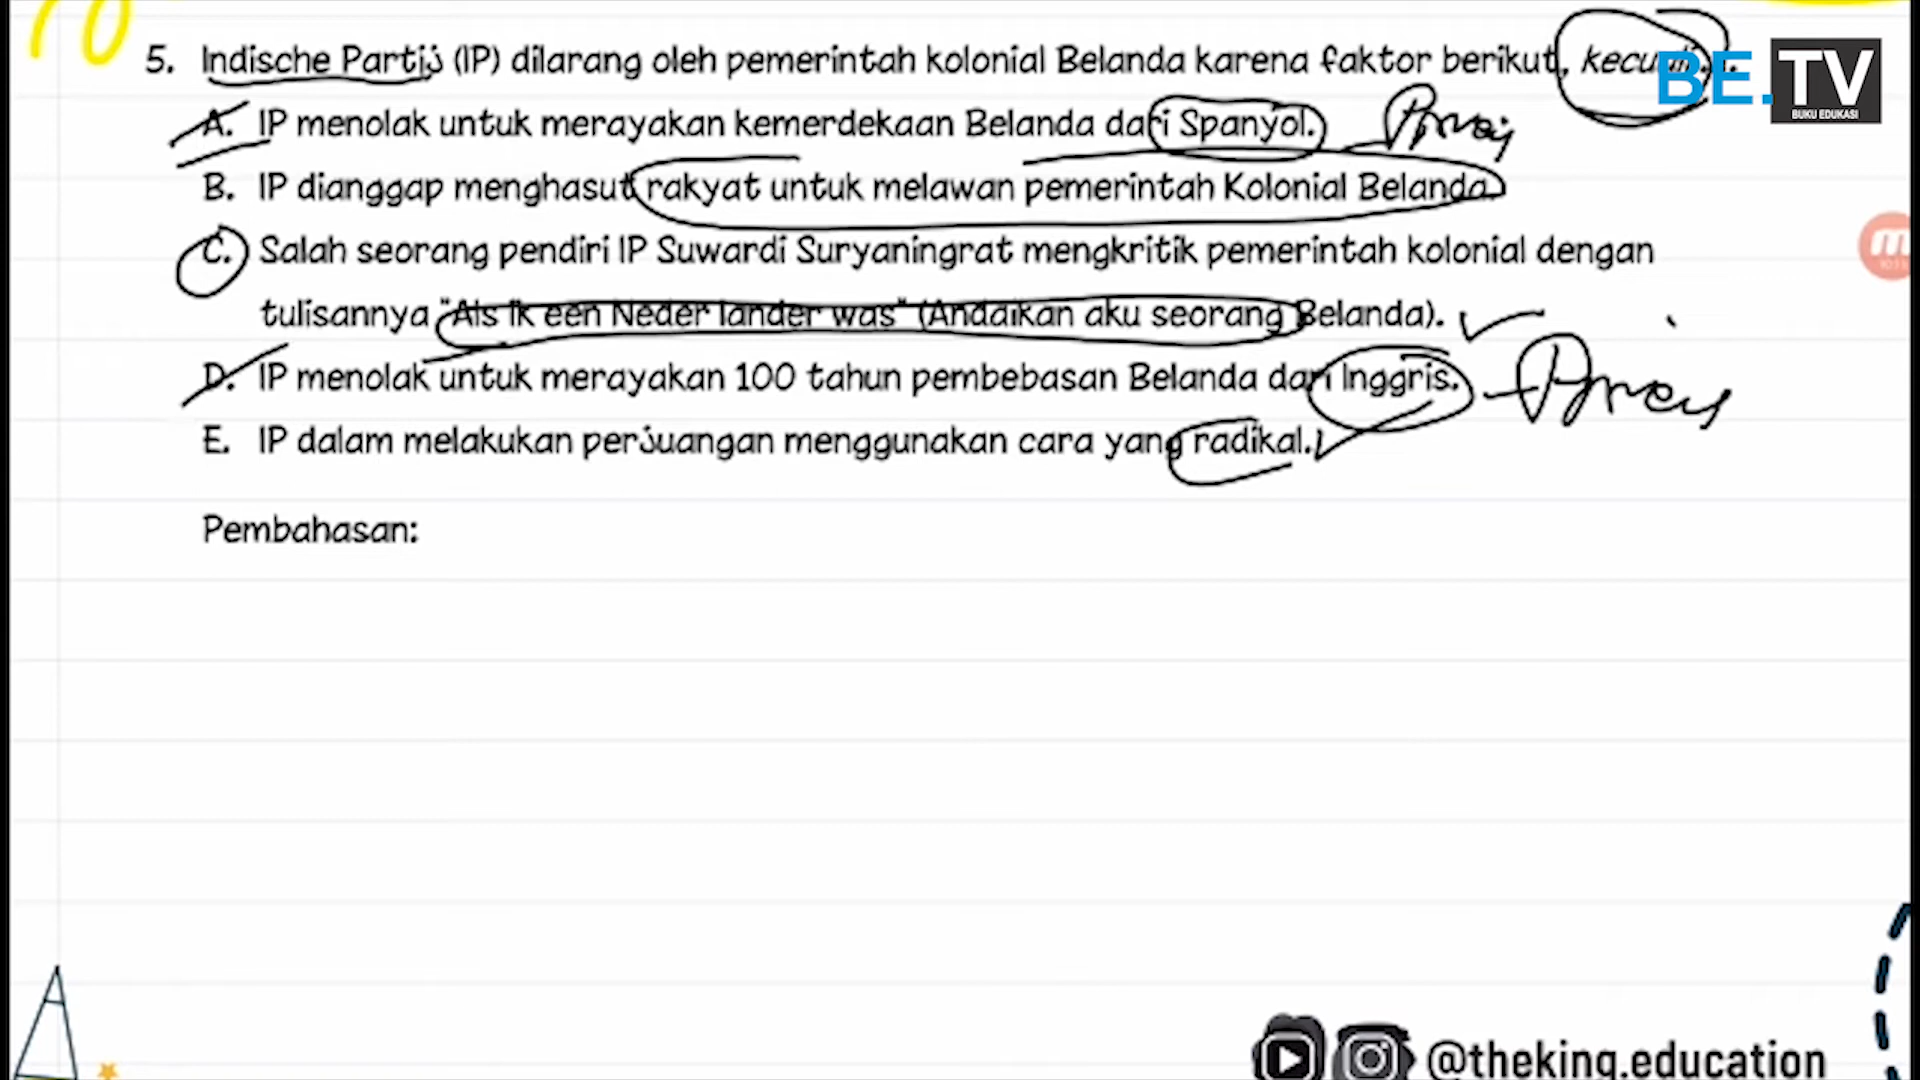 5. Indische Partij (IP) dilarang oleh pemerintah kolonial Belanda karena faktor berikut,
BE.TV
BUKU EDUKASI
A. IP menolak untuk merayakan kemerdekaan Belanda dari Spanyol.
B. IP dianggap menghasut rakyat untuk melawan pemerintah Kolonial Belanda.
C. Salah seorang pendiri IP Suwardi Suryaningrat mengkritik pemerintah kolonial dengan
tulisannya "Als ik een Neder lander was" (Andaikan aku seorang Belanda).
D. IP menolak untuk merayakan 100 tahun pembebasan Belanda dari Inggris.
E. IP dalam melakukan perjuangan menggunakan cara yang radikal.
Pembahasan:
@theking.education